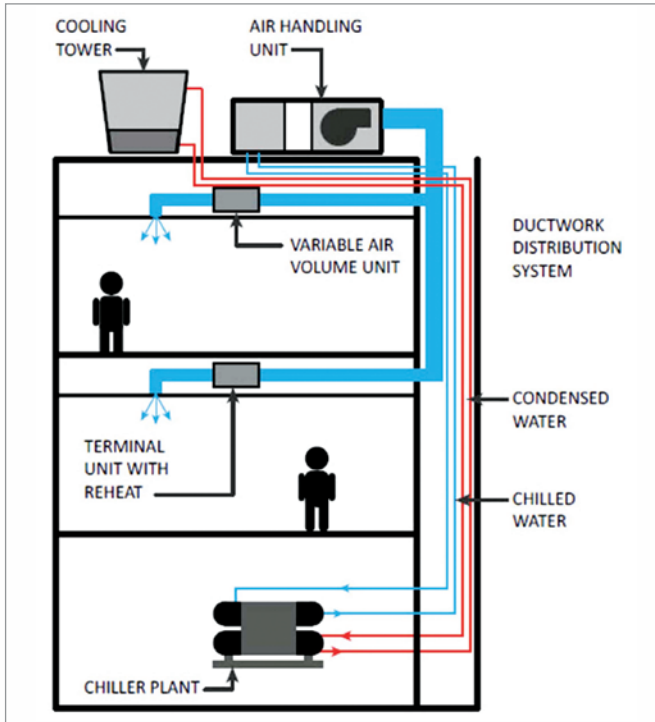 COOLING
TOWER
AIR HANDLING
UNIT
VARIABLE AIR
VOLUME UNIT
DUCTWORK
DISTRIBUTION
SYSTEM
TERMINAL
UNIT WITH
REHEAT
CONDENSED
WATER
CHILLED
WATER
CHILLER PLANT